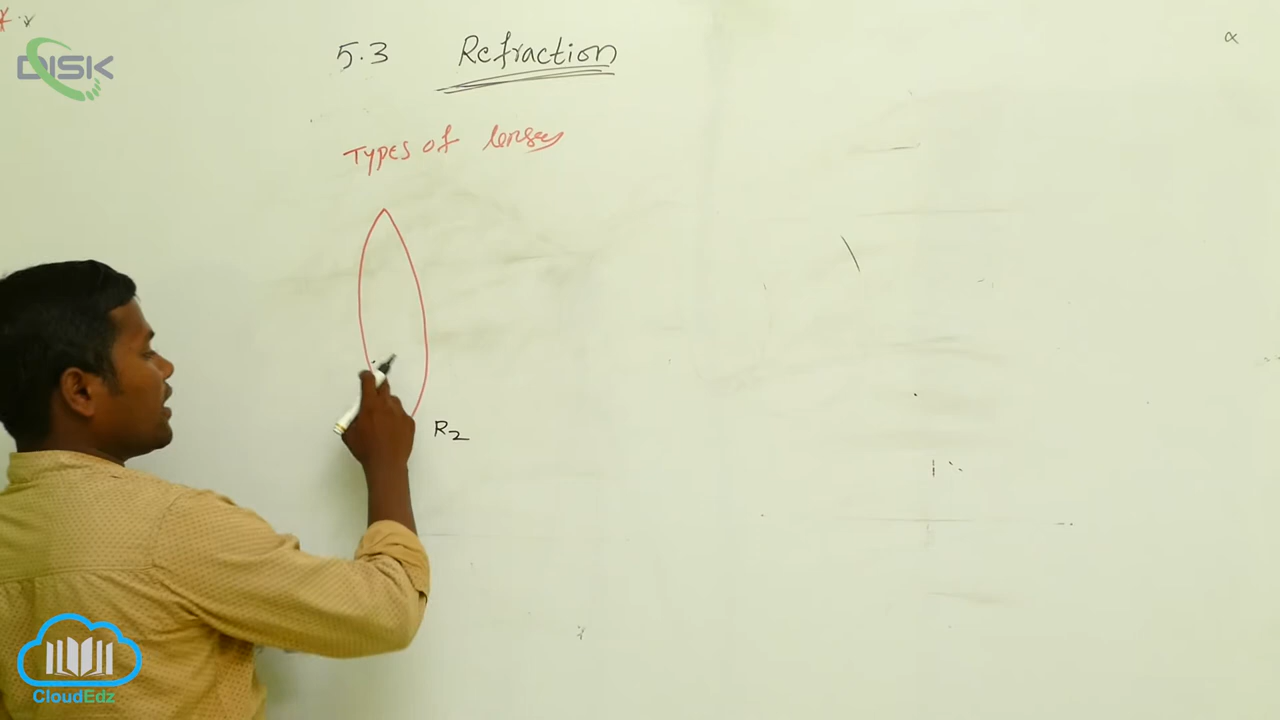 5.3 Refraction
DISK
Types of lenses
R2
CloudEdz
α